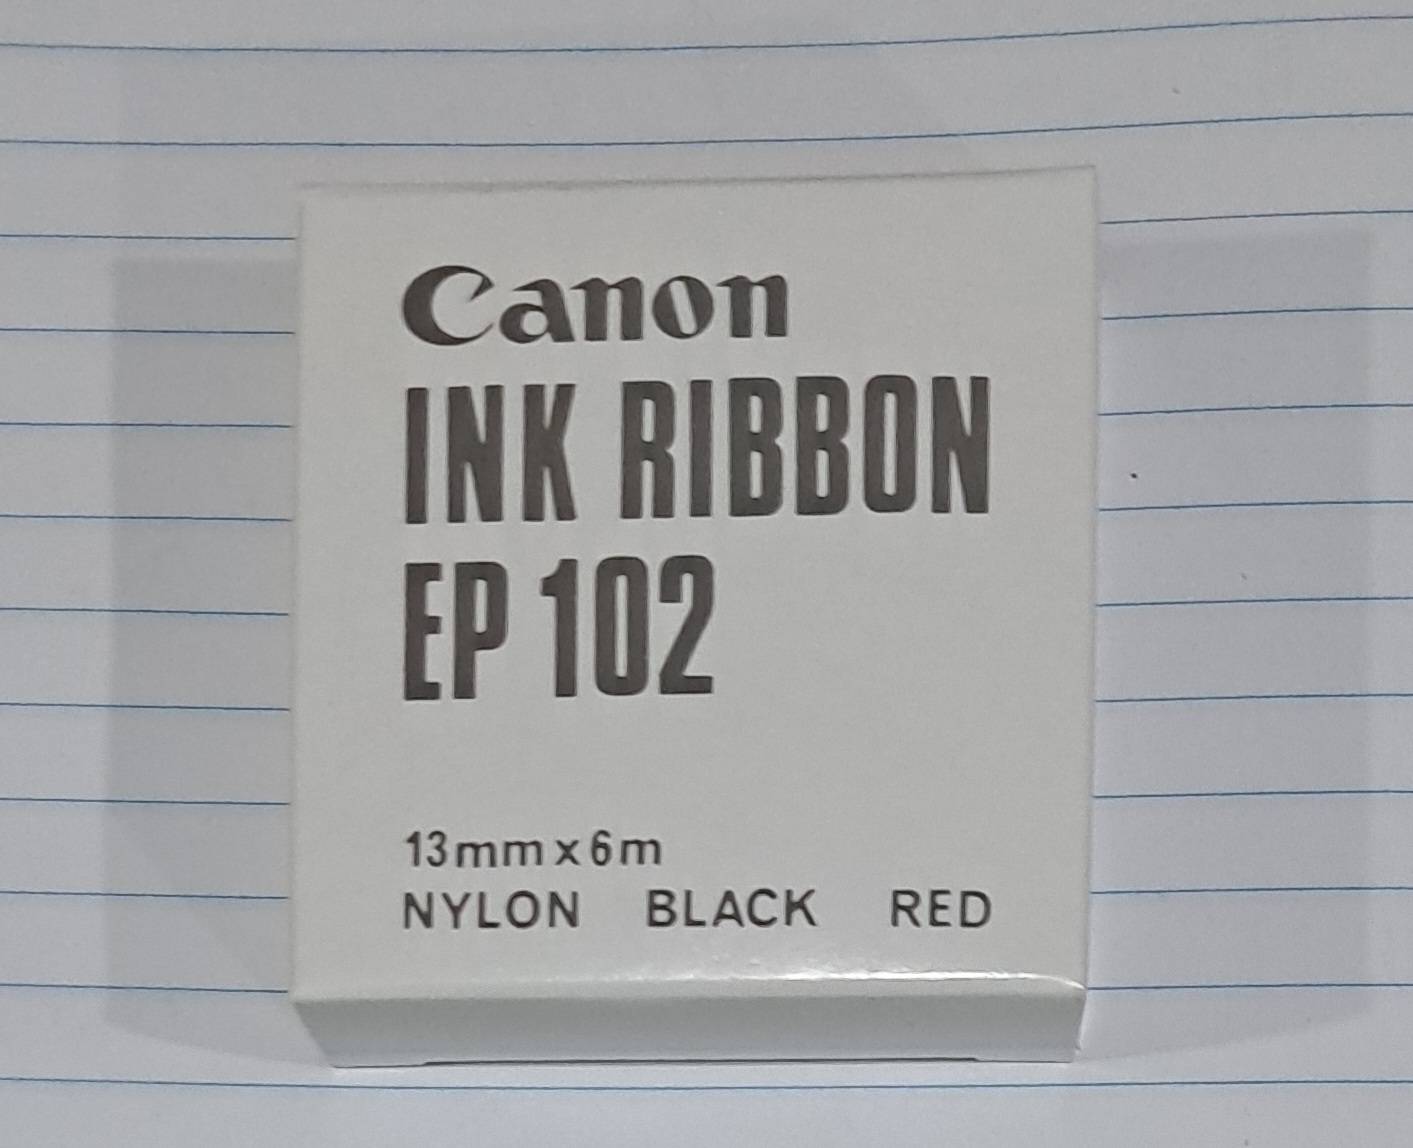 Canon
INK RIBBON
EP 102
13mm x 6m
NYLON BLACK RED